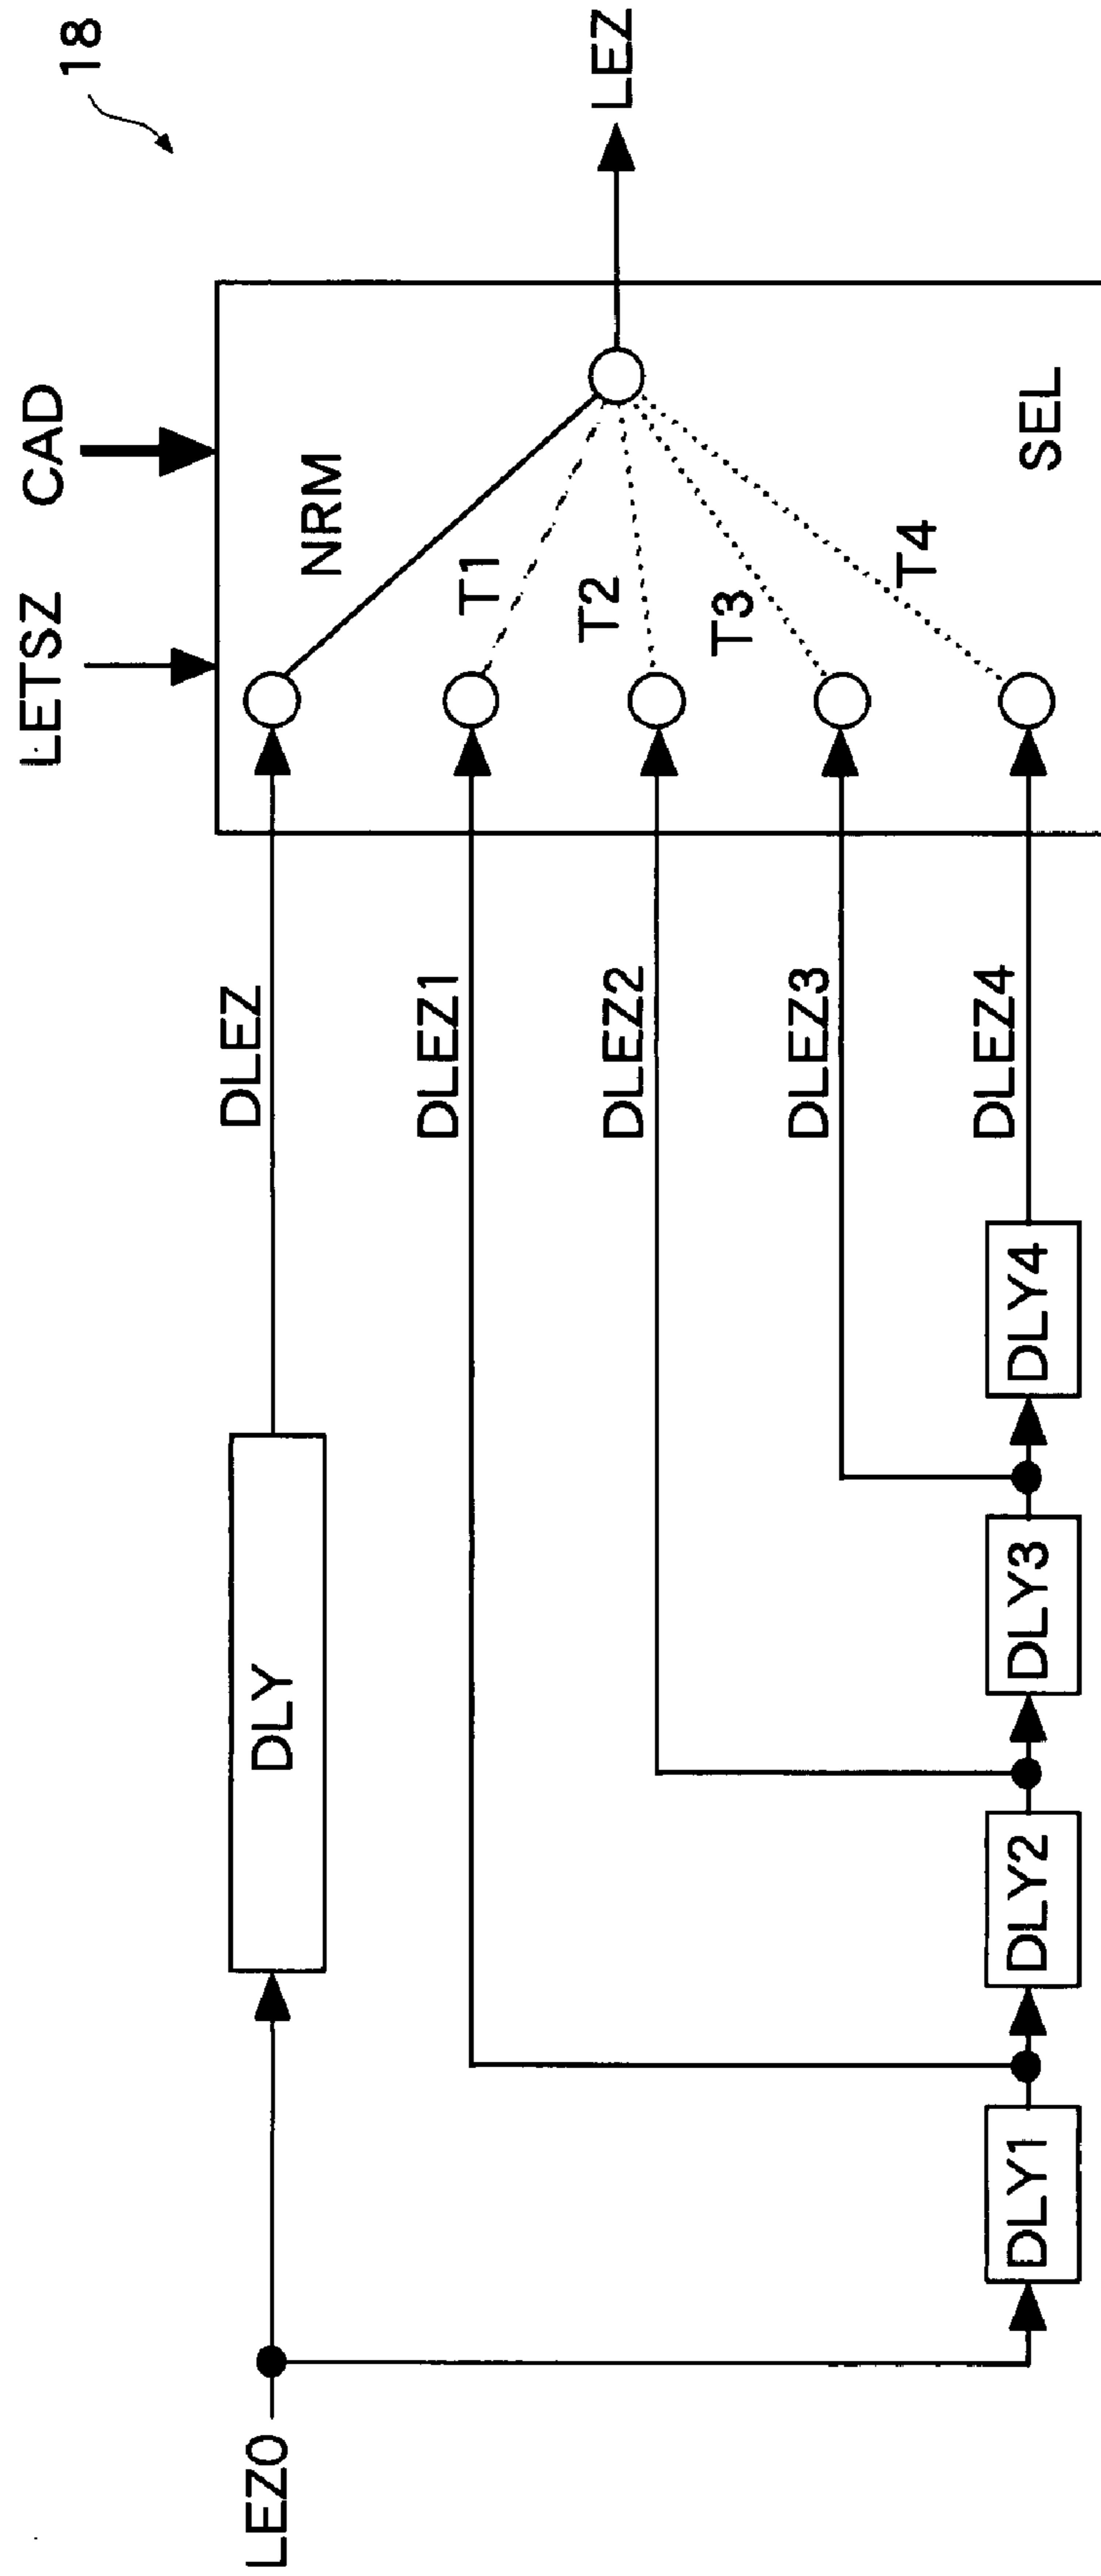 18
LETSZ
CAD
LEZ0
DLY
DLEZ
NRM
DLEZ1
T1
DLEZ2
T2
LEZ
DLEZ3
T3
DLY1
DLY2
DLY3
DLY4
DLEZ4
T4
SEL